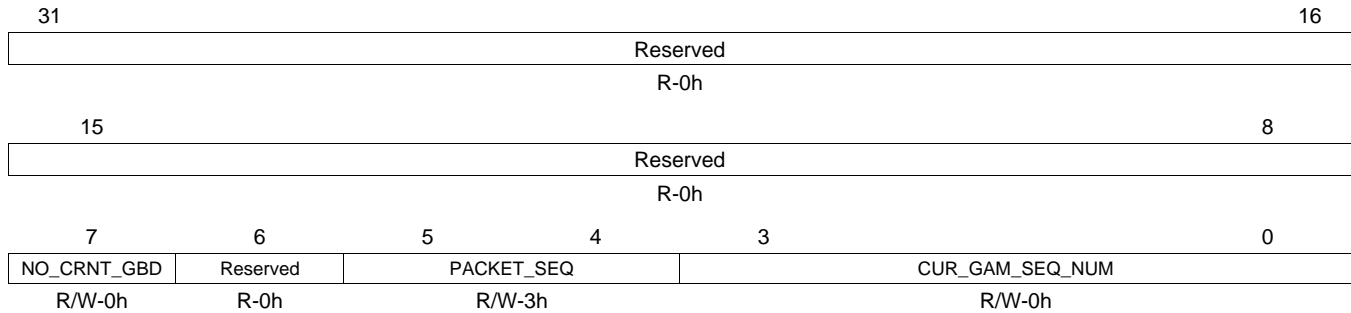 31 16
Reserved
R-0h
15 8
Reserved
R-0h
7 6 5 4 3 0
NO_CRNT_GBD Reserved PACKET_SEQ CUR_GAM_SEQ_NUM
R/W-0h R-0h R/W-3h R/W-0h